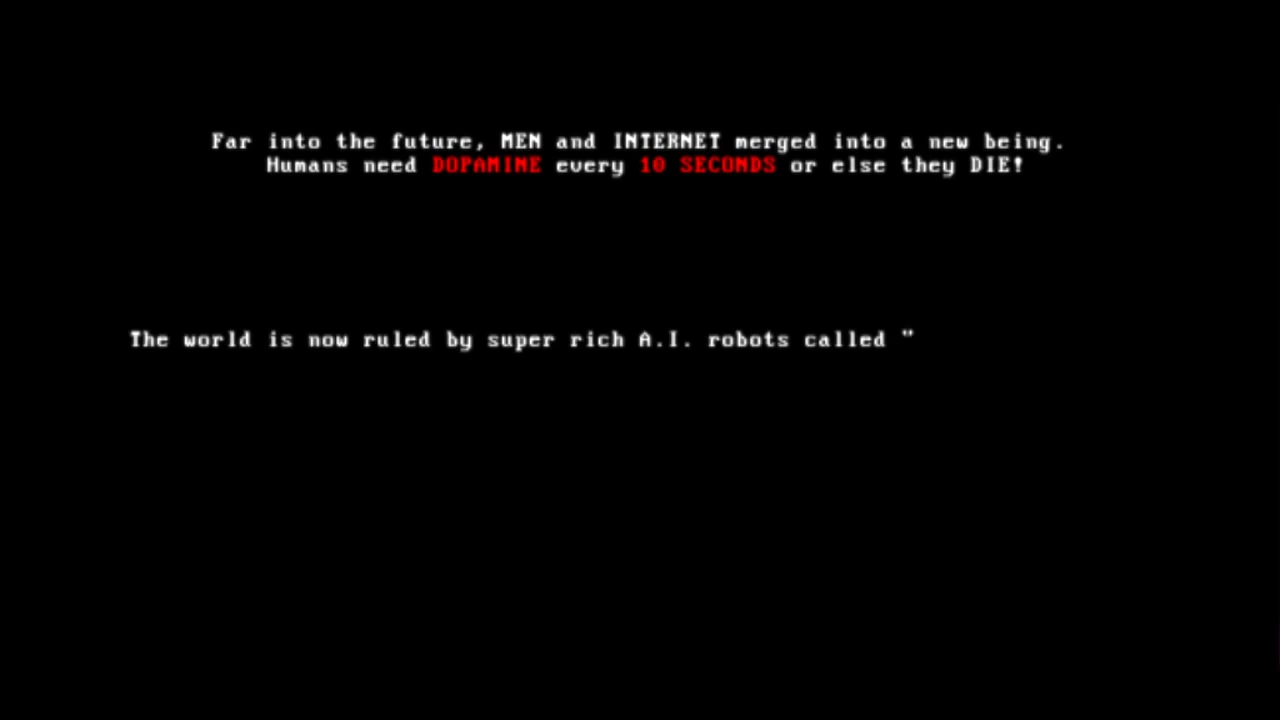 Far into the future, MEN and INTERNET merged into a new being.
Humans need DOPAMINE every 10 SECONDS or else they DIE!
The world is now ruled by super rich A.I. robots called "